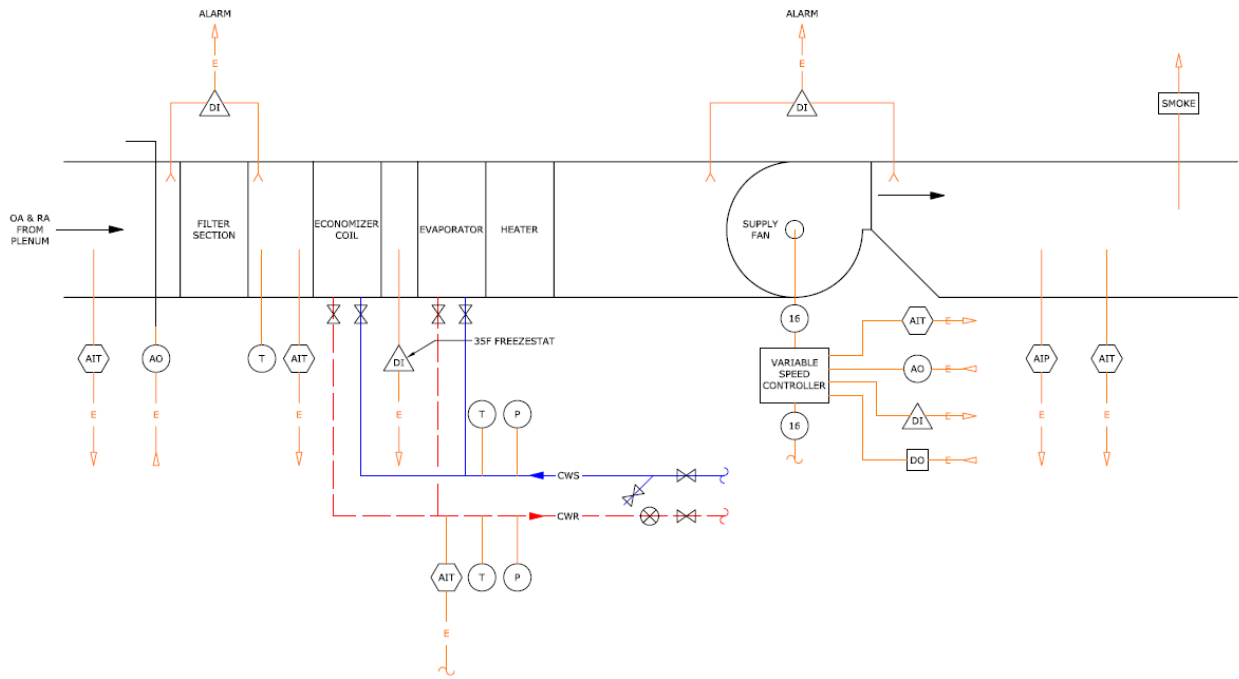 ALARM
ALARM
E
E
DI
DI
SMOKE
OA & RA
FROM
PLENUM
FILTER
SECTION
ECONOMIZER
COIL
EVAPORATOR
HEATER
SUPPLY
FAN
16
AIT
E
35F FREEZESTAT
AIT
AO
T
AIT
DI
VARIABLE
SPEED
CONTROLLER
AO
E
AIP
AIT
E
E
E
E
T
P
DI
E
E
E
16
DO
E
CWS
CWR
AIT
T
P
E